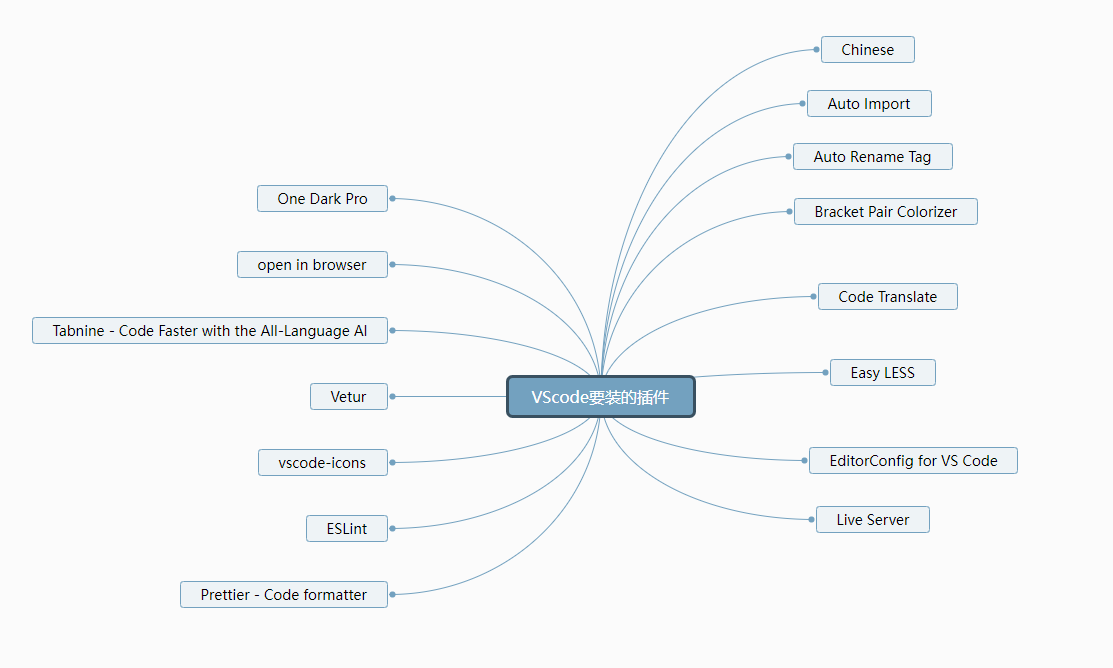 VScode要装的插件
Chinese
Auto Import
Auto Rename Tag
Bracket Pair Colorizer
Code Translate
Easy LESS
EditorConfig for VS Code
Live Server
One Dark Pro
open in browser
Tabnine - Code Faster with the All-Language AI
Vetur
vscode-icons
ESLint
Prettier - Code formatter